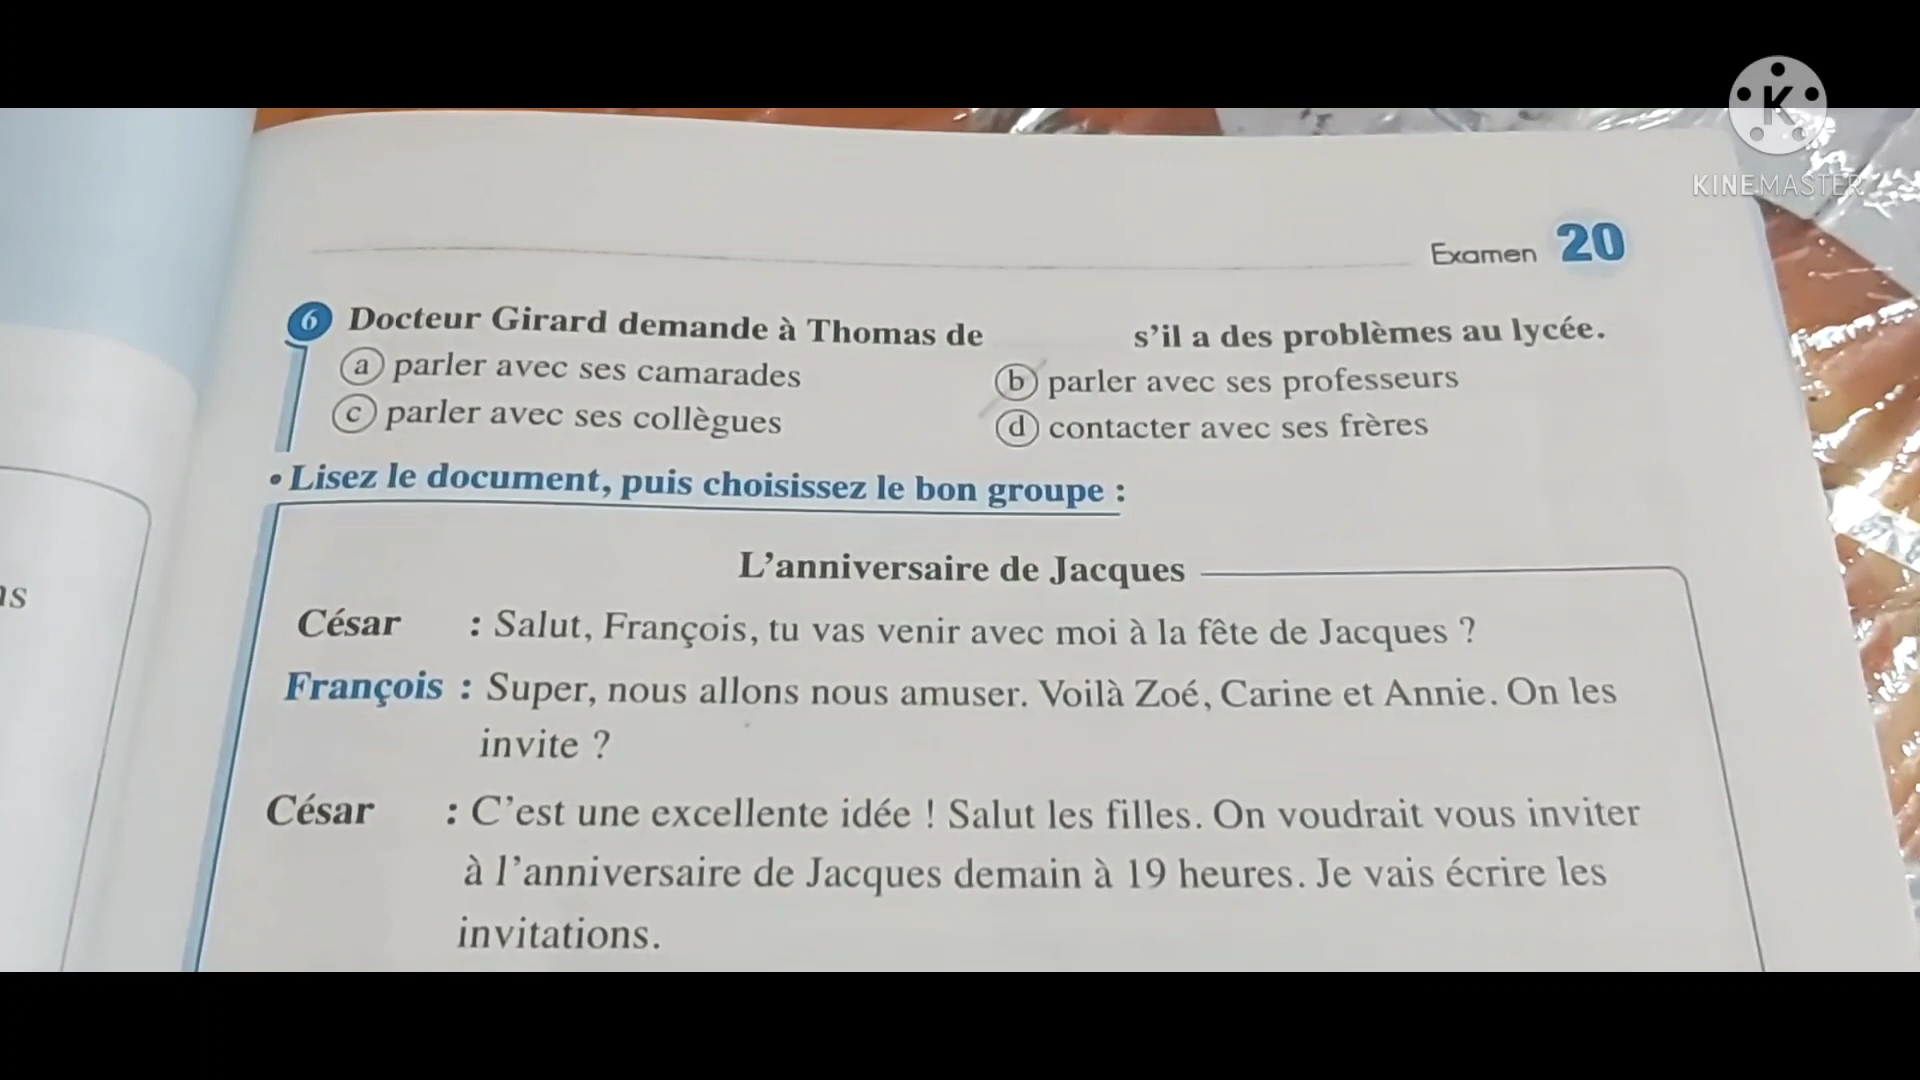 K
KINEMASTER
Examen 20
6 Docteur Girard demande à Thomas de s’il a des problèmes au lycée.
a parler avec ses camarades b parler avec ses professeurs
c parler avec ses collègues d contacter avec ses frères
• Lisez le document, puis choisissez le bon groupe :
L’anniversaire de Jacques
César : Salut, François, tu vas venir avec moi à la fête de Jacques ?
François : Super, nous allons nous amuser. Voilà Zoé, Carine et Annie. On les
invite ?
César : C’est une excellente idée ! Salut les filles. On voudrait vous inviter
à l’anniversaire de Jacques demain à 19 heures. Je vais écrire les
invitations.